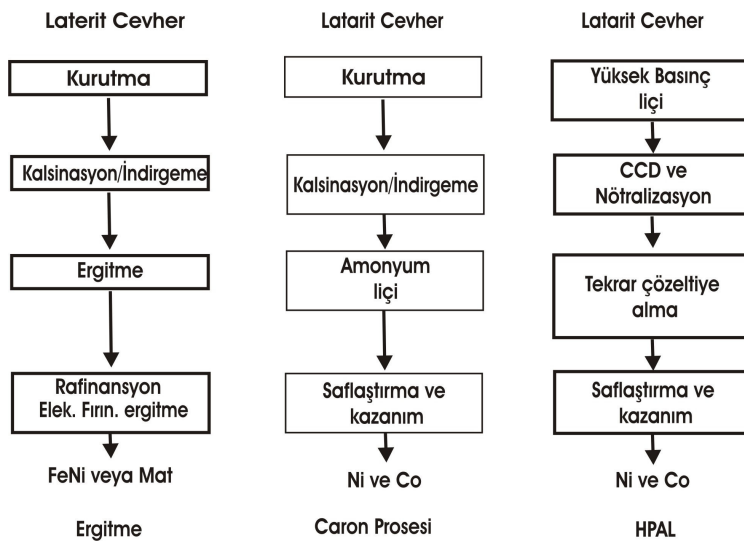 Laterit Cevher
Kurutma
Kalsinasyon/İndirgeme
Ergitme
Rafinansyon
Elek. Fırın. ergitme
FeNi veya Mat
Ergitme
Latarit Cevher
Kurutma
Kalsinasyon/İndirgeme
Amonyum
liçi
Saflaştırma ve
kazanım
Ni ve Co
Caron Prosesi
Latarit Cevher
Yüksek Basınç
liçi
CCD ve
Nötralizasyon
Tekrar çözeltiye
alma
Saflaştırma ve
kazanım
Ni ve Co
HPAL